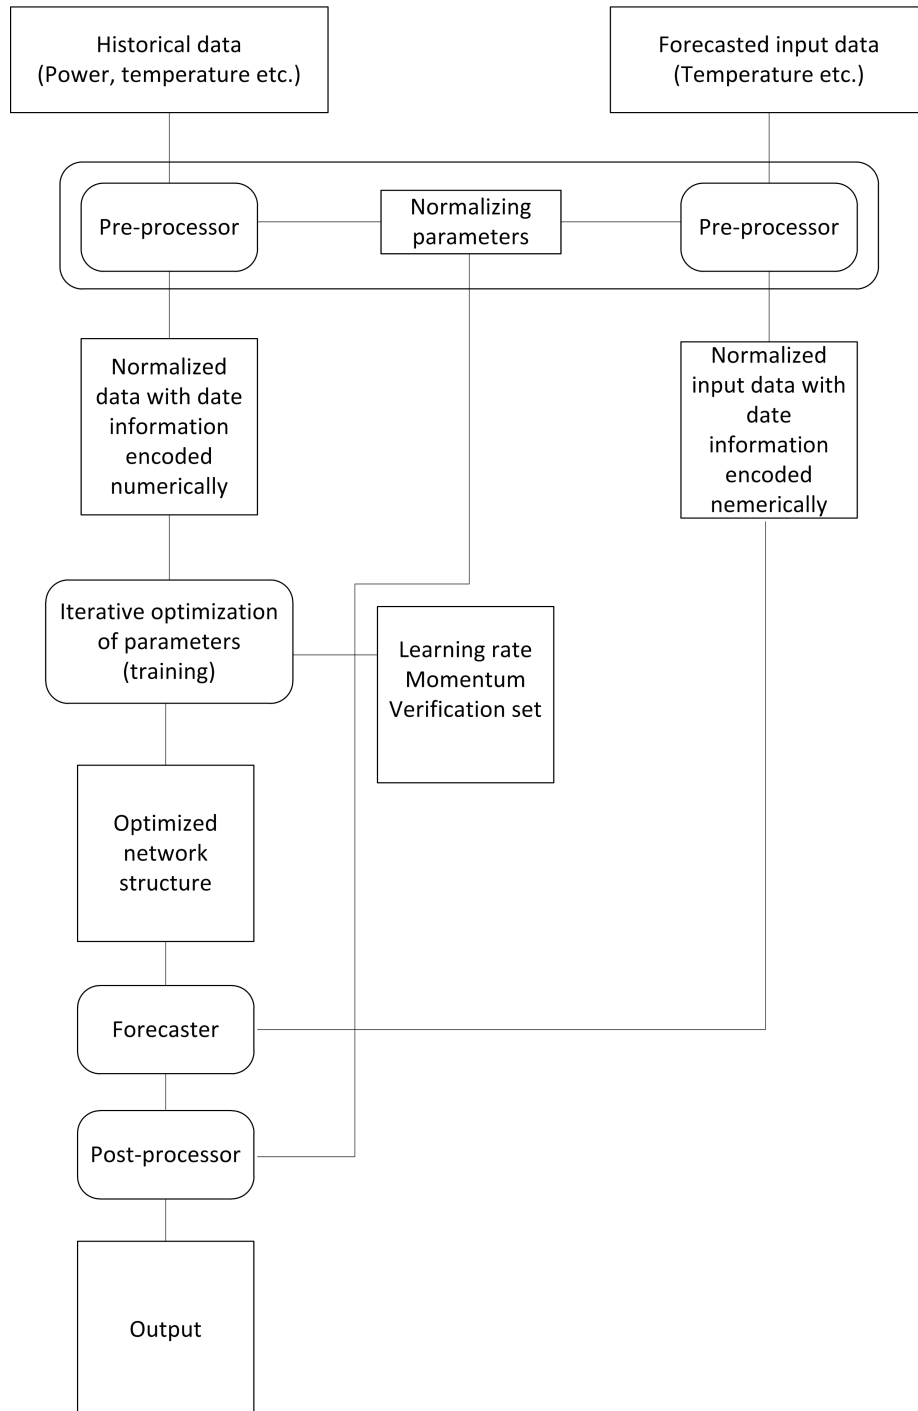 Historical data
(Power, temperature etc.)
Forecasted input data
(Temperature etc.)
Pre-processor
Normalizing
parameters
Pre-processor
Normalized
data with date
information
encoded
numerically
Normalized
input data with
date
information
encoded
nemerically
Iterative optimization
of parameters
(training)
Learning rate
Momentum
Verification set
Optimized
network
structure
Forecaster
Post-processor
Output